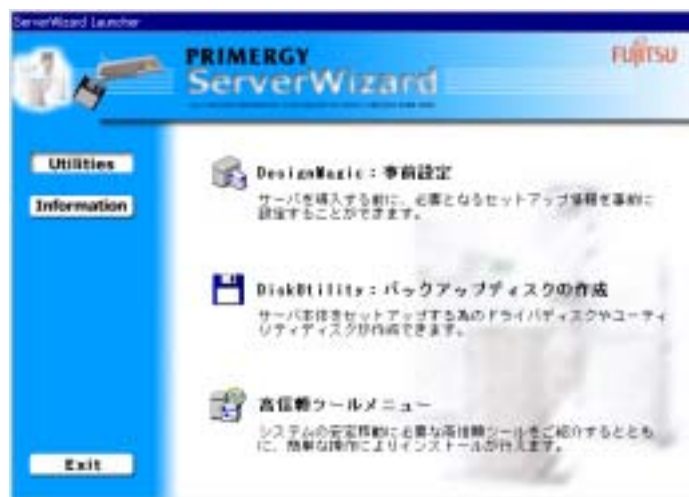 ServerWizard Launcher
PRIMERGY
FUJITSU
ServerWizard
Utilities
DesignMagic：事前設定
サーバを導入する前に、必要となるセットアップ情報を事前に
設定することができます。
Information
DiskUtility：バックアップディスクの作成
サーバ本体をセットアップする為のドライバディスクやユーティ
リティディスクが作成できます。
高信頼ツールメニュー
システムの安定稼動に必要な高信頼ツールをご紹介するととも
に、簡単な操作によりインストールが行えます。
Exit